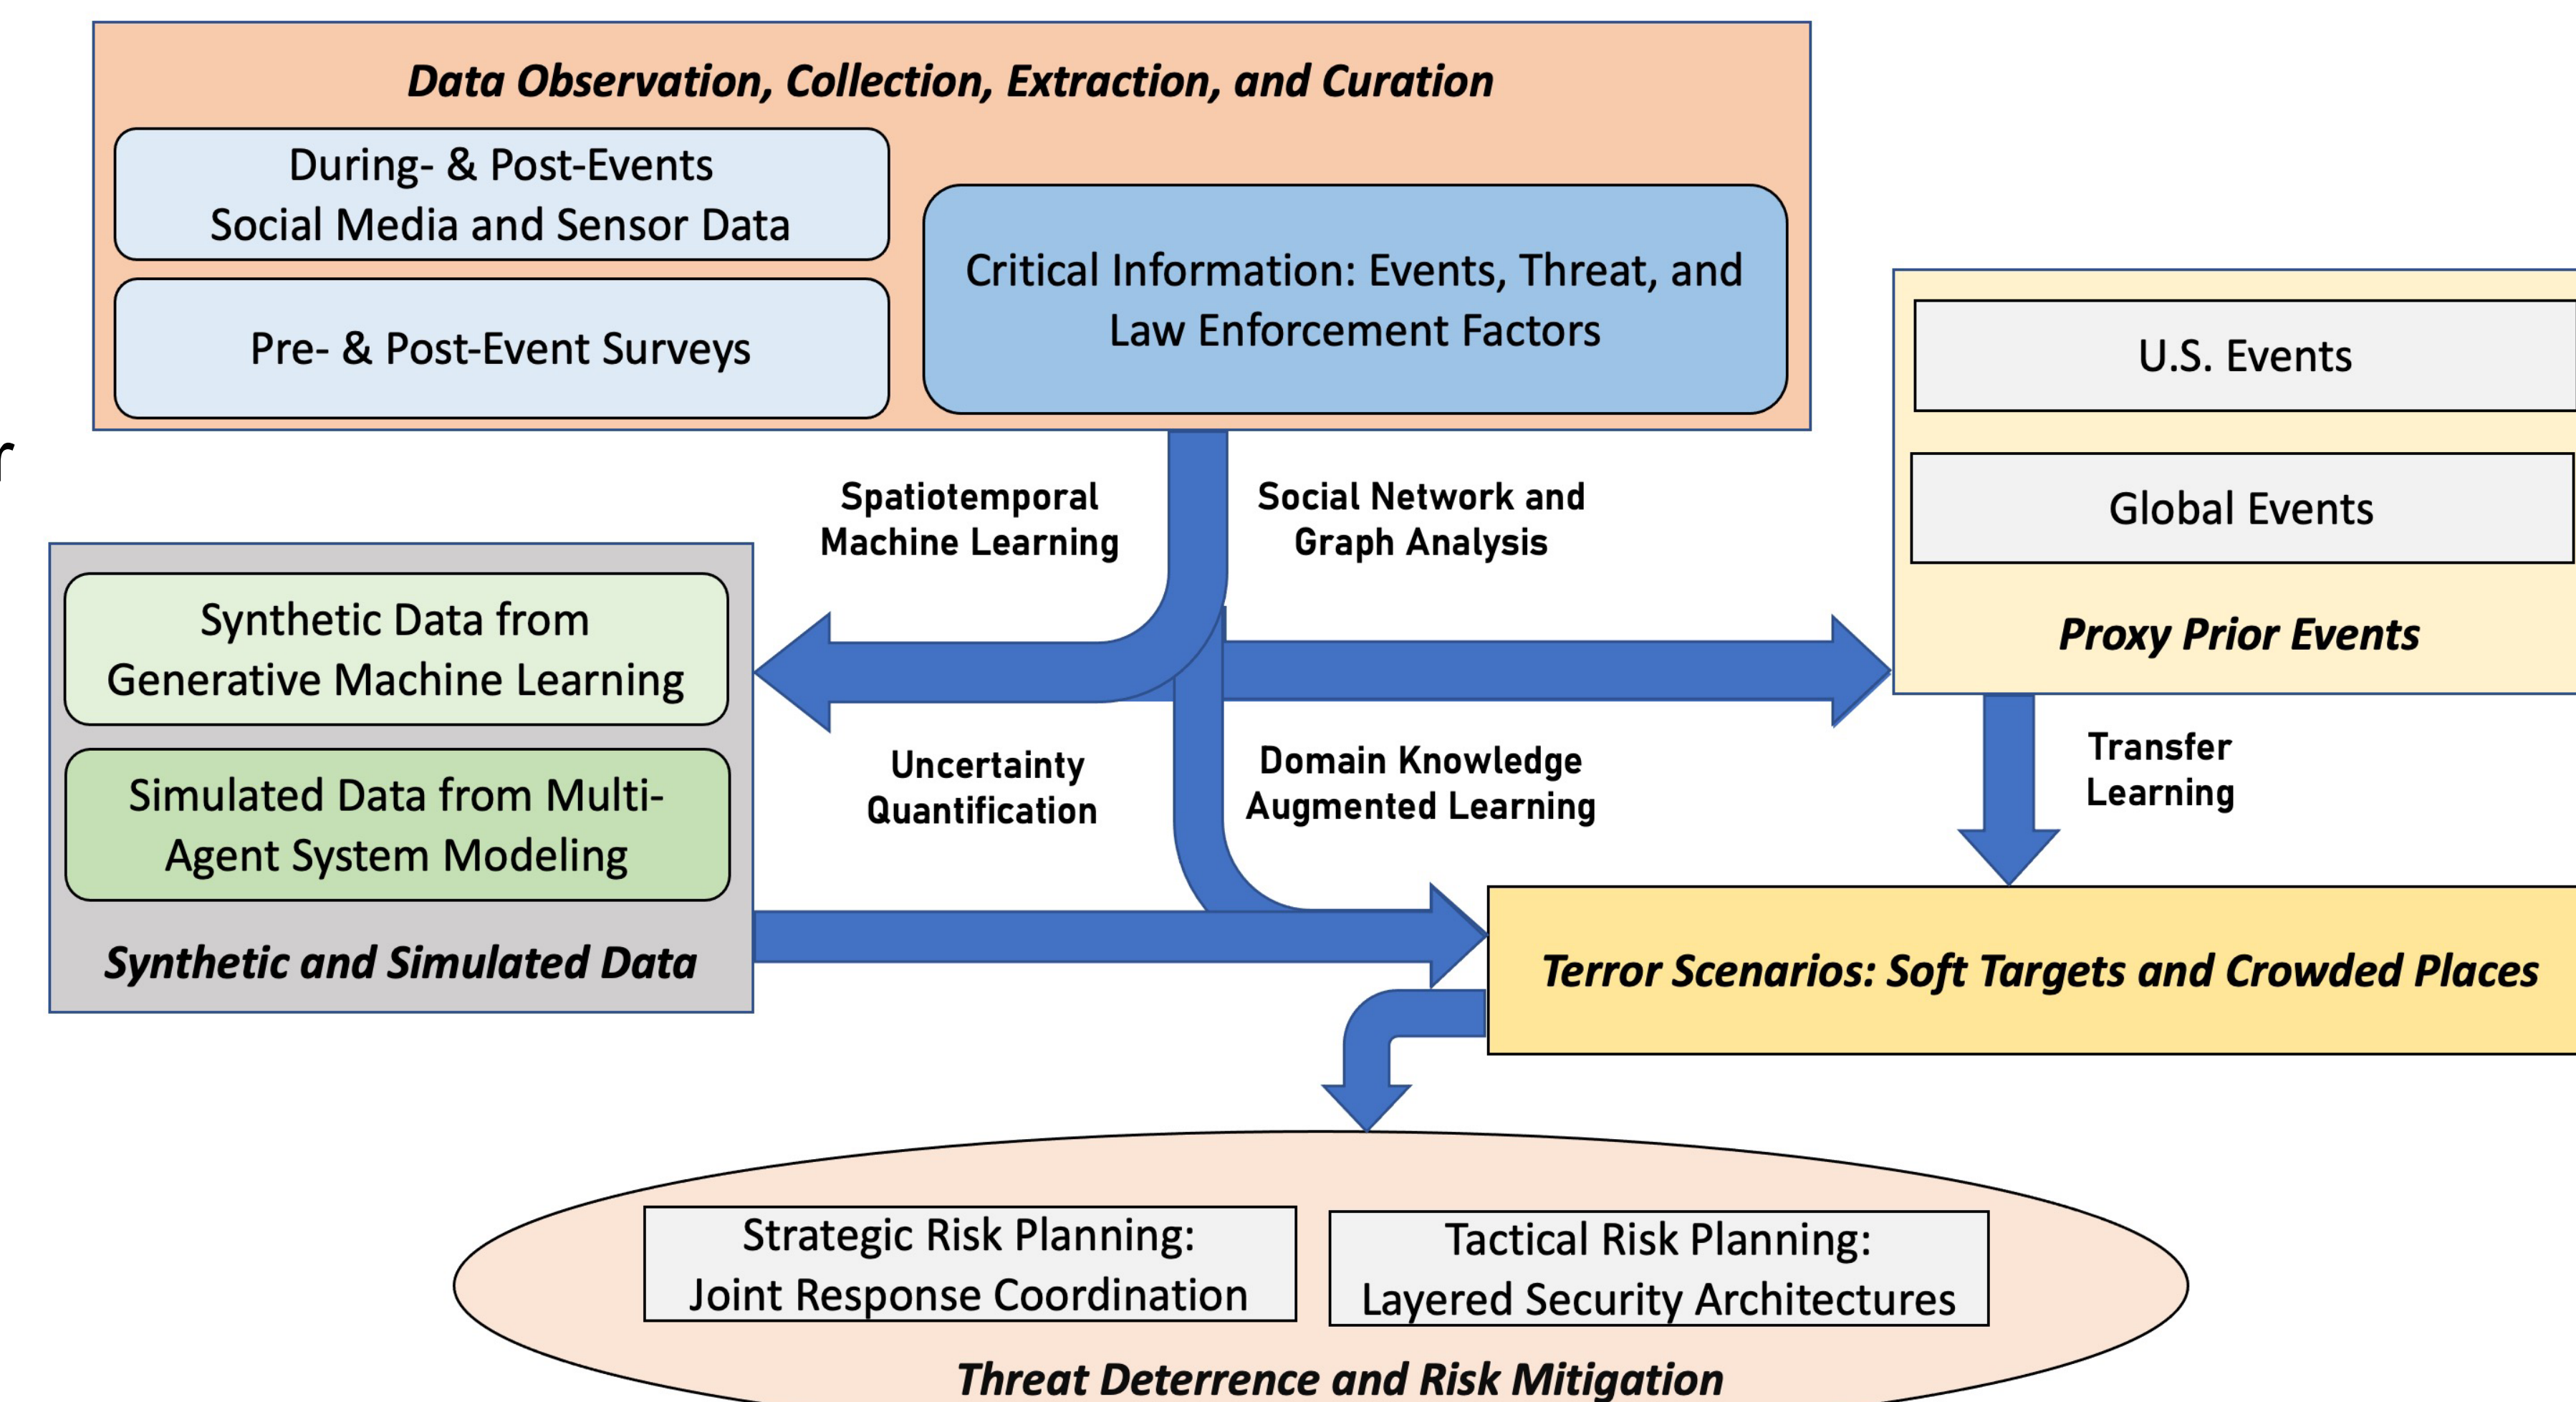 Data Observation, Collection, Extraction, and Curation
During- & Post-Events
Social Media and Sensor Data
Pre- & Post-Event Surveys
Critical Information: Events, Threat, and
Law Enforcement Factors
U.S. Events
Global Events
Proxy Prior Events
r
Spatiotemporal
Machine Learning
Social Network and
Graph Analysis
Synthetic Data from
Generative Machine Learning
Simulated Data from Multi-
Agent System Modeling
Synthetic and Simulated Data
Uncertainty
Quantification
Domain Knowledge
Augmented Learning
Transfer
Learning
Terror Scenarios: Soft Targets and Crowded Places
Strategic Risk Planning:
Joint Response Coordination
Tactical Risk Planning:
Layered Security Architectures
Threat Deterrence and Risk Mitigation